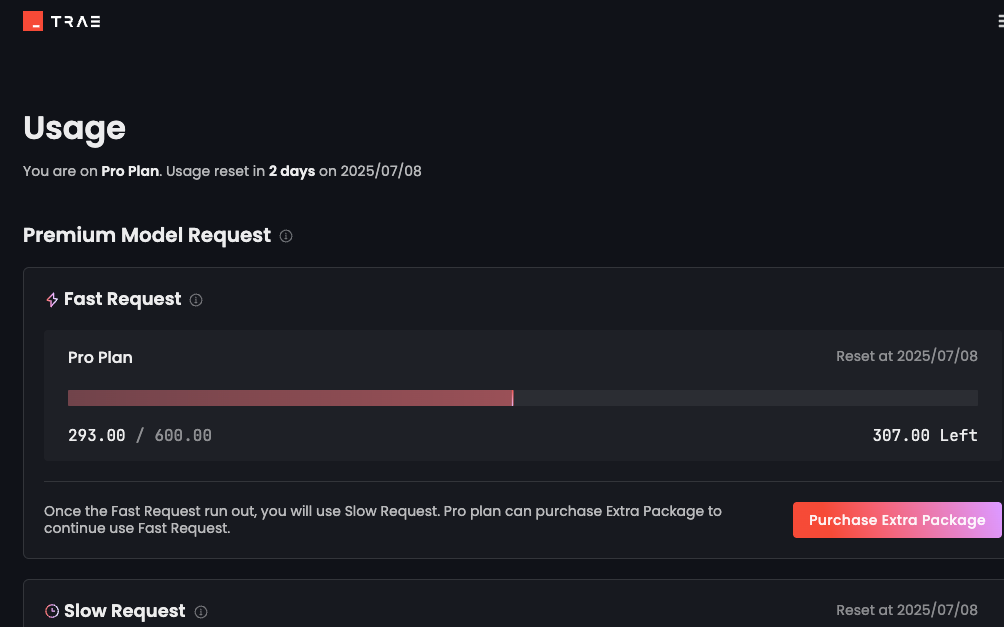 TRAE
Usage
You are on Pro Plan. Usage reset in 2 days on 2025/07/08
Premium Model Request
Fast Request
Pro Plan
Reset at 2025/07/08
293.00 / 600.00
307.00 Left
Once the Fast Request run out, you will use Slow Request. Pro plan can purchase Extra Package to
continue use Fast Request.
Purchase Extra Package
Slow Request
Reset at 2025/07/08